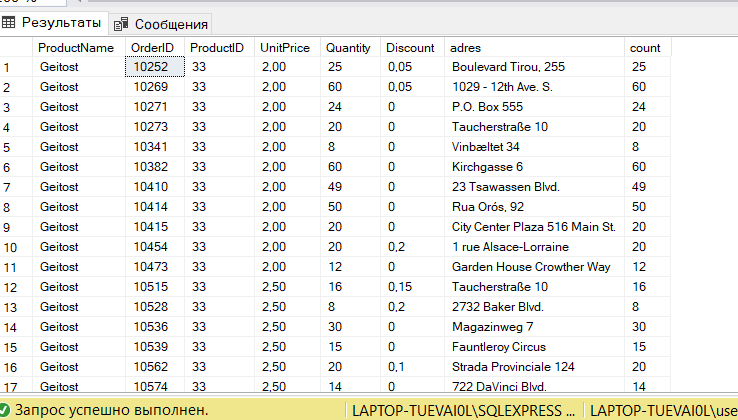 Результаты Сообщения
ProductName OrderID ProductID UnitPrice Quantity Discount adres count
1 Geitost 10252 33 2,00 25 0,05 Boulevard Tirou, 255 25
2 Geitost 10269 33 2,00 60 0,05 1029 - 12th Ave. S. 60
3 Geitost 10271 33 2,00 24 0 P.O. Box 555 24
4 Geitost 10273 33 2,00 20 0 Taucherstraße 10 20
5 Geitost 10341 33 2,00 8 0 Vinbæltet 34 8
6 Geitost 10382 33 2,00 60 0 Kirchgasse 6 60
7 Geitost 10410 33 2,00 49 0 23 Tsawassen Blvd. 49
8 Geitost 10414 33 2,00 50 0 Rua Orós, 92 50
9 Geitost 10415 33 2,00 20 0 City Center Plaza 516 Main St. 20
10 Geitost 10454 33 2,00 20 0,2 1 rue Alsace-Lorraine 20
11 Geitost 10473 33 2,00 12 0 Garden House Crowther Way 12
12 Geitost 10515 33 2,50 16 0,15 Taucherstraße 10 16
13 Geitost 10528 33 2,50 8 0,2 2732 Baker Blvd. 8
14 Geitost 10536 33 2,50 30 0 Magazinweg 7 30
15 Geitost 10539 33 2,50 15 0 Fauntleroy Circus 15
16 Geitost 10562 33 2,50 20 0,1 Strada Provinciale 124 20
17 Geitost 10574 33 2,50 14 0 722 DaVinci Blvd. 14
Запрос успешно выполнен. LAPTOP-TUEVAI0L\SQLEXPRESS ... LAPTOP-TUEVAI0L\use